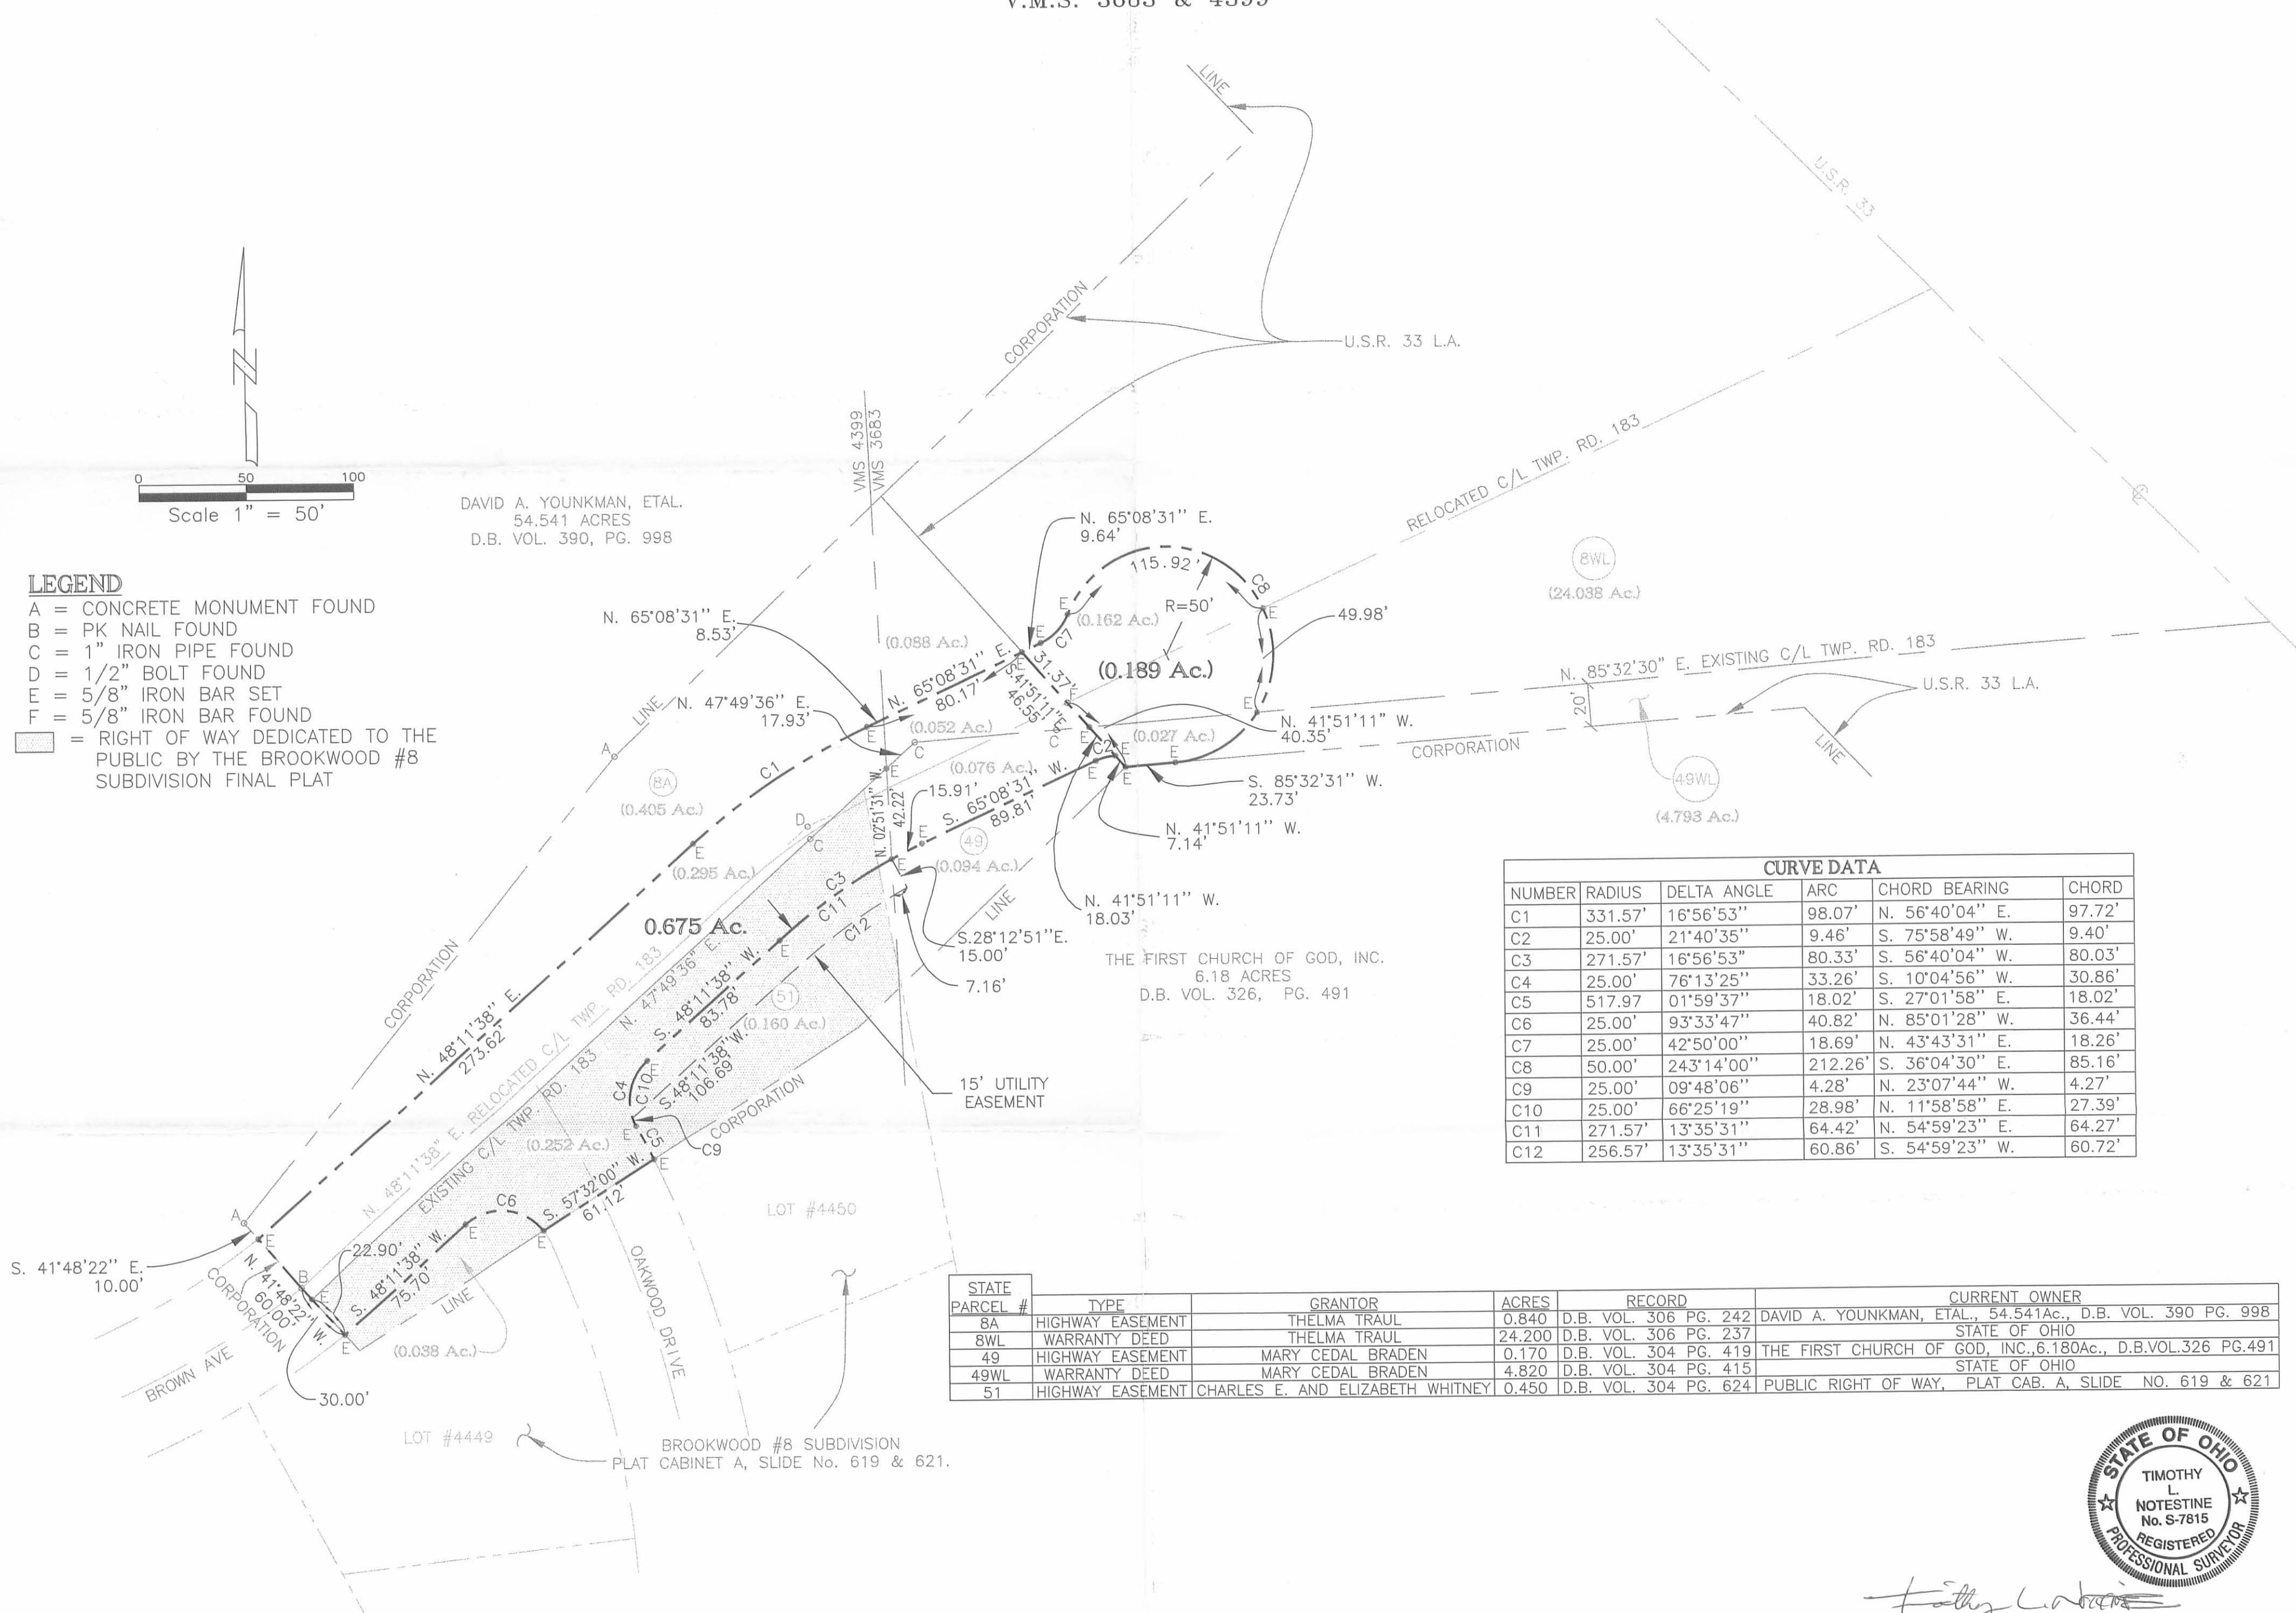 V.M.S. 3683 & 4399
LINE
U.S.R. 33
CORPORATION
U.S.R. 33 L.A.
VMS 4399
VMS 3683
RELOCATED C/L TWP. RD. 183
0 50 100
Scale 1" = 50'
N
DAVID A. YOUNKMAN, ETAL.
54.541 ACRES
D.B. VOL. 390, PG. 998
LEGEND
A = CONCRETE MONUMENT FOUND
B = PK NAIL FOUND
C = 1" IRON PIPE FOUND
D = 1/2" BOLT FOUND
E = 5/8" IRON BAR SET
F = 5/8" IRON BAR FOUND
= RIGHT OF WAY DEDICATED TO THE
PUBLIC BY THE BROOKWOOD #8
SUBDIVISION FINAL PLAT
N. 65°08'31'' E.
9.64'
115.92'
C8
R=50'
49.98'
(0.162 Ac.)
C7
(0.189 Ac.)
8WL
(24.038 Ac.)
N. 65°08'31'' E.
8.53'
(0.088 Ac.)
N. 65°08'31'' E.
80.17'
31.37'
S.41°51'11''E.
46.55'
N. 85°32'30'' E. EXISTING C/L TWP. RD. 183
20'
U.S.R. 33 L.A.
LINE
N. 47°49'36'' E.
17.93'
(0.052 Ac.)
N. 41°51'11'' W.
40.35'
(0.027 Ac.)
C2
CORPORATION
LINE
49WL
(4.793 Ac.)
C1
8A
(0.405 Ac.)
(0.076 Ac.)
15.91'
S. 65°08'31'' W.
89.81'
S. 85°32'31'' W.
23.73'
N. 41°51'11'' W.
7.14'
N. 02°51'31'' W.
42.22'
49
(0.094 Ac.)
N. 41°51'11'' W.
18.03'
(0.295 Ac.)
C3
C11
C12
LINE
0.675 Ac.
S.28°12'51''E.
15.00'
7.16'
THE FIRST CHURCH OF GOD, INC.
6.18 ACRES
D.B. VOL. 326, PG. 491
CORPORATION
N. 48°11'38'' E.
273.62'
N. 48°11'38'' E. RELOCATED C/L TWP. RD. 183
EXISTING C/L TWP. RD. 183
N. 47°49'36'' E.
S. 48°11'38'' W.
83.78'
51
(0.160 Ac.)
C4
C10
S.48°11'38''W.
106.69'
15' UTILITY
EASEMENT
CORPORATION
C5
C9
(0.252 Ac.)
C6
S. 57°32'00'' W.
61.12'
LOT #4450
S. 41°48'22'' E.
10.00'
22.90'
N. 41°48'22'' W.
60.00'
S. 48°11'38'' W.
75.70'
LINE
CORPORATION
CORPORATION
BROWN AVE
(0.038 Ac.)
OAKWOOD DRIVE
30.00'
LOT #4449
BROOKWOOD #8 SUBDIVISION
PLAT CABINET A, SLIDE No. 619 & 621.
CURVE DATA
NUMBER RADIUS DELTA ANGLE ARC CHORD BEARING CHORD
C1 331.57' 16°56'53'' 98.07' N. 56°40'04'' E. 97.72'
C2 25.00' 21°40'35'' 9.46' S. 75°58'49'' W. 9.40'
C3 271.57' 16°56'53" 80.33' S. 56°40'04'' W. 80.03'
C4 25.00' 76°13'25'' 33.26' S. 10°04'56'' W. 30.86'
C5 517.97 01°59'37'' 18.02' S. 27°01'58'' E. 18.02'
C6 25.00' 93°33'47'' 40.82' N. 85°01'28'' W. 36.44'
C7 25.00' 42°50'00'' 18.69' N. 43°43'31'' E. 18.26'
C8 50.00' 243°14'00'' 212.26' S. 36°04'30'' E. 85.16'
C9 25.00' 09°48'06'' 4.28' N. 23°07'44'' W. 4.27'
C10 25.00' 66°25'19'' 28.98' N. 11°58'58'' E. 27.39'
C11 271.57' 13°35'31'' 64.42' N. 54°59'23'' E. 64.27'
C12 256.57' 13°35'31'' 60.86' S. 54°59'23'' W. 60.72'
STATE
PARCEL # TYPE GRANTOR ACRES RECORD CURRENT OWNER
8A HIGHWAY EASEMENT THELMA TRAUL 0.840 D.B. VOL. 306 PG. 242 DAVID A. YOUNKMAN, ETAL., 54.541Ac., D.B. VOL. 390 PG. 998
8WL WARRANTY DEED THELMA TRAUL 24.200 D.B. VOL. 306 PG. 237 STATE OF OHIO
49 HIGHWAY EASEMENT MARY CEDAL BRADEN 0.170 D.B. VOL. 304 PG. 419 THE FIRST CHURCH OF GOD, INC.,6.180Ac., D.B.VOL.326 PG.491
49WL WARRANTY DEED MARY CEDAL BRADEN 4.820 D.B. VOL. 304 PG. 415 STATE OF OHIO
51 HIGHWAY EASEMENT CHARLES E. AND ELIZABETH WHITNEY 0.450 D.B. VOL. 304 PG. 624 PUBLIC RIGHT OF WAY, PLAT CAB. A, SLIDE NO. 619 & 621
STATE OF OHIO
TIMOTHY
L.
NOTESTINE
No. S-7815
REGISTERED
PROFESSIONAL SURVEYOR